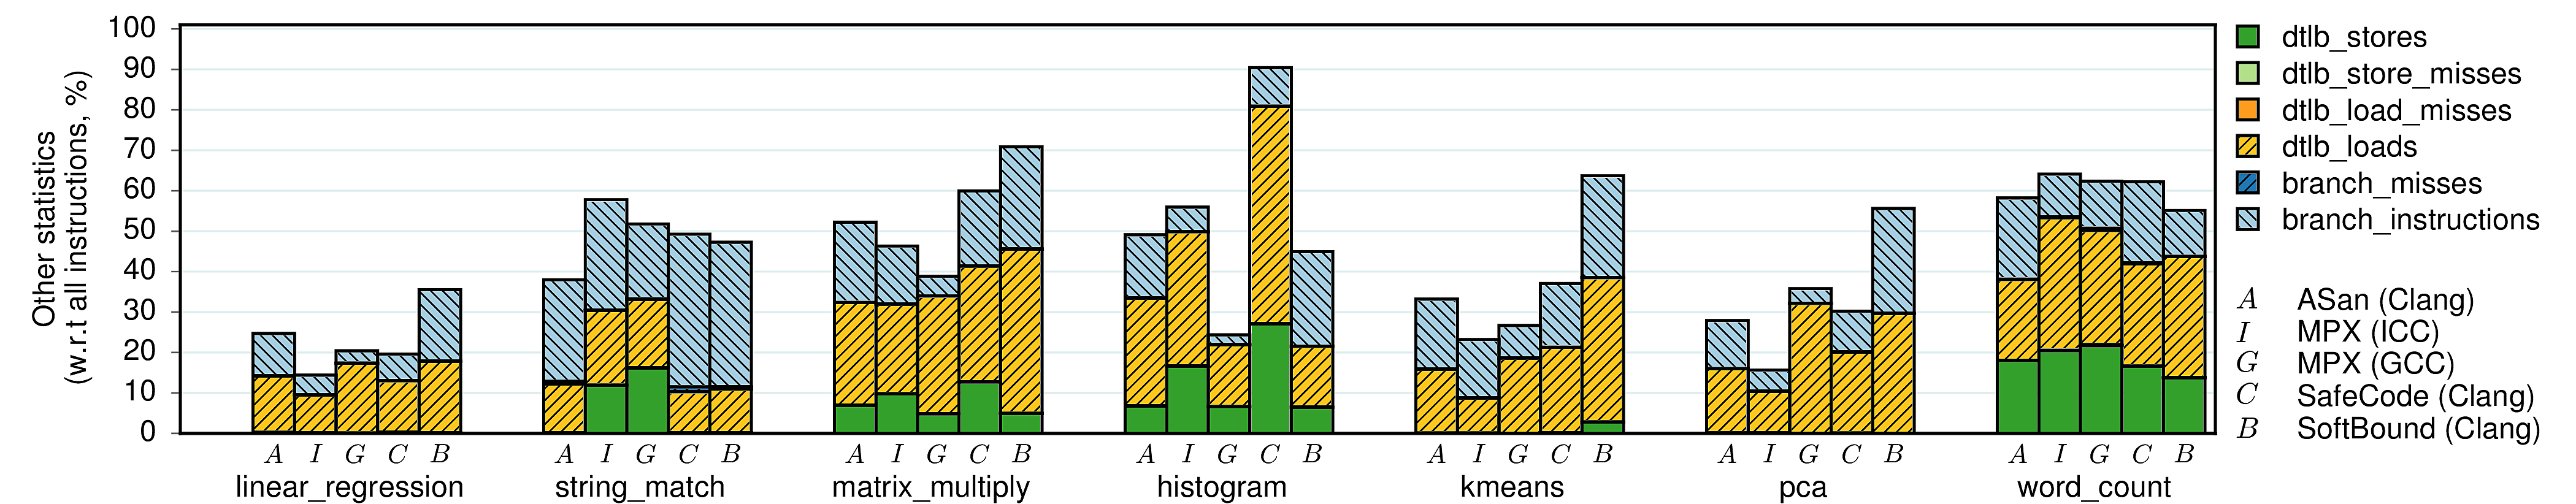 Other statistics
(w.r.t all instructions, %)
100
90
80
70
60
50
40
30
20
10
0
A I G C B
linear_regression
A I G C B
string_match
A I G C B
matrix_multiply
A I G C B
histogram
A I G C B
kmeans
A I G C B
pca
A I G C B
word_count
dtlb_stores
dtlb_store_misses
dtlb_load_misses
dtlb_loads
branch_misses
branch_instructions
A ASan (Clang)
I MPX (ICC)
G MPX (GCC)
C SafeCode (Clang)
B SoftBound (Clang)